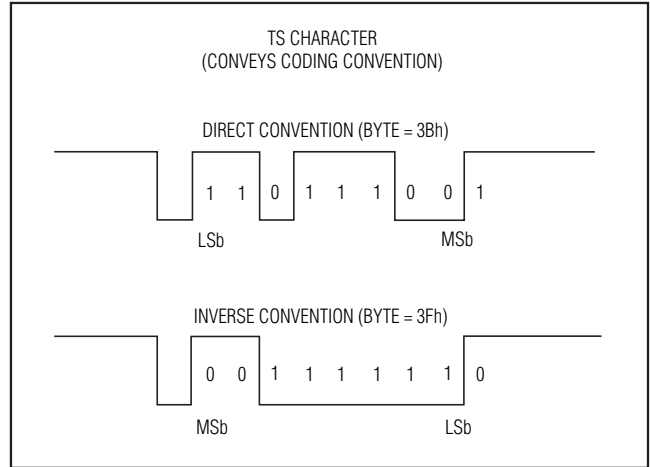 TS CHARACTER
(CONVEYS CODING CONVENTION)
DIRECT CONVENTION (BYTE = 3Bh)
1 1 0 1 1 1 0 0 1
LSb MSb
INVERSE CONVENTION (BYTE = 3Fh)
0 0 1 1 1 1 1 1 0
MSb LSb